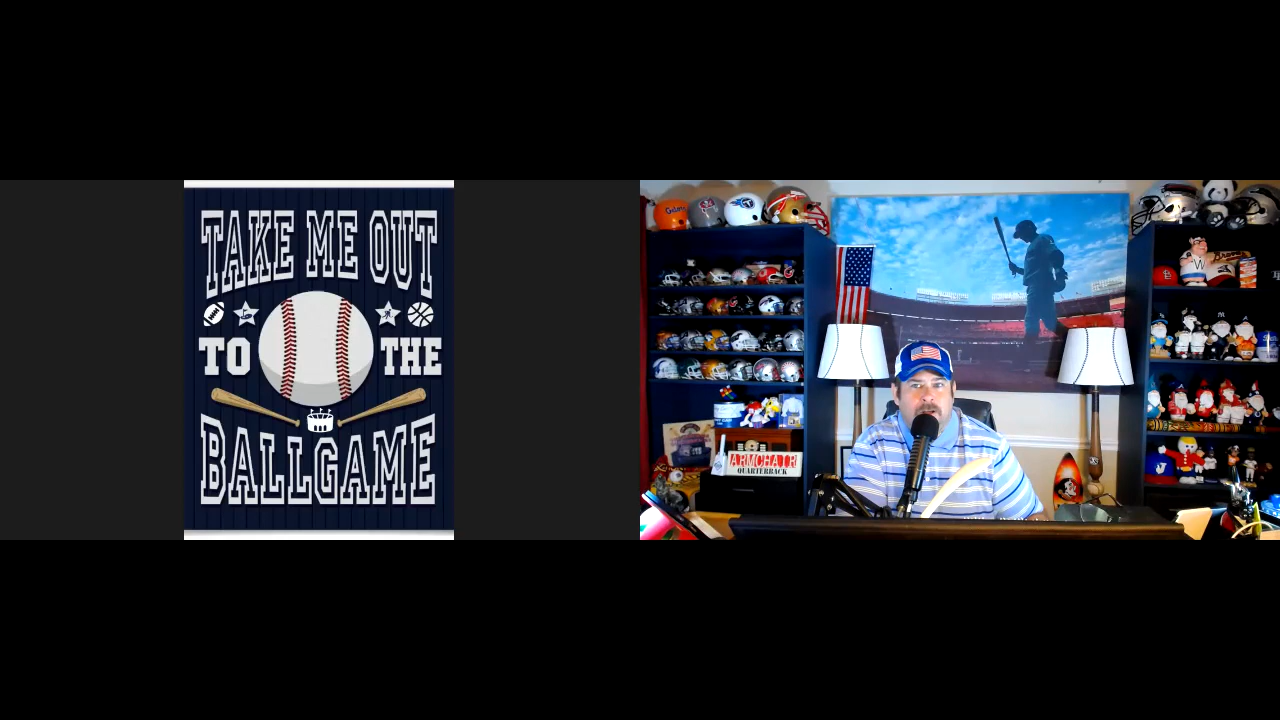 TAKE ME OUT
TO THE
BALLGAME
ARMCHAIR
QUARTERBACK
W